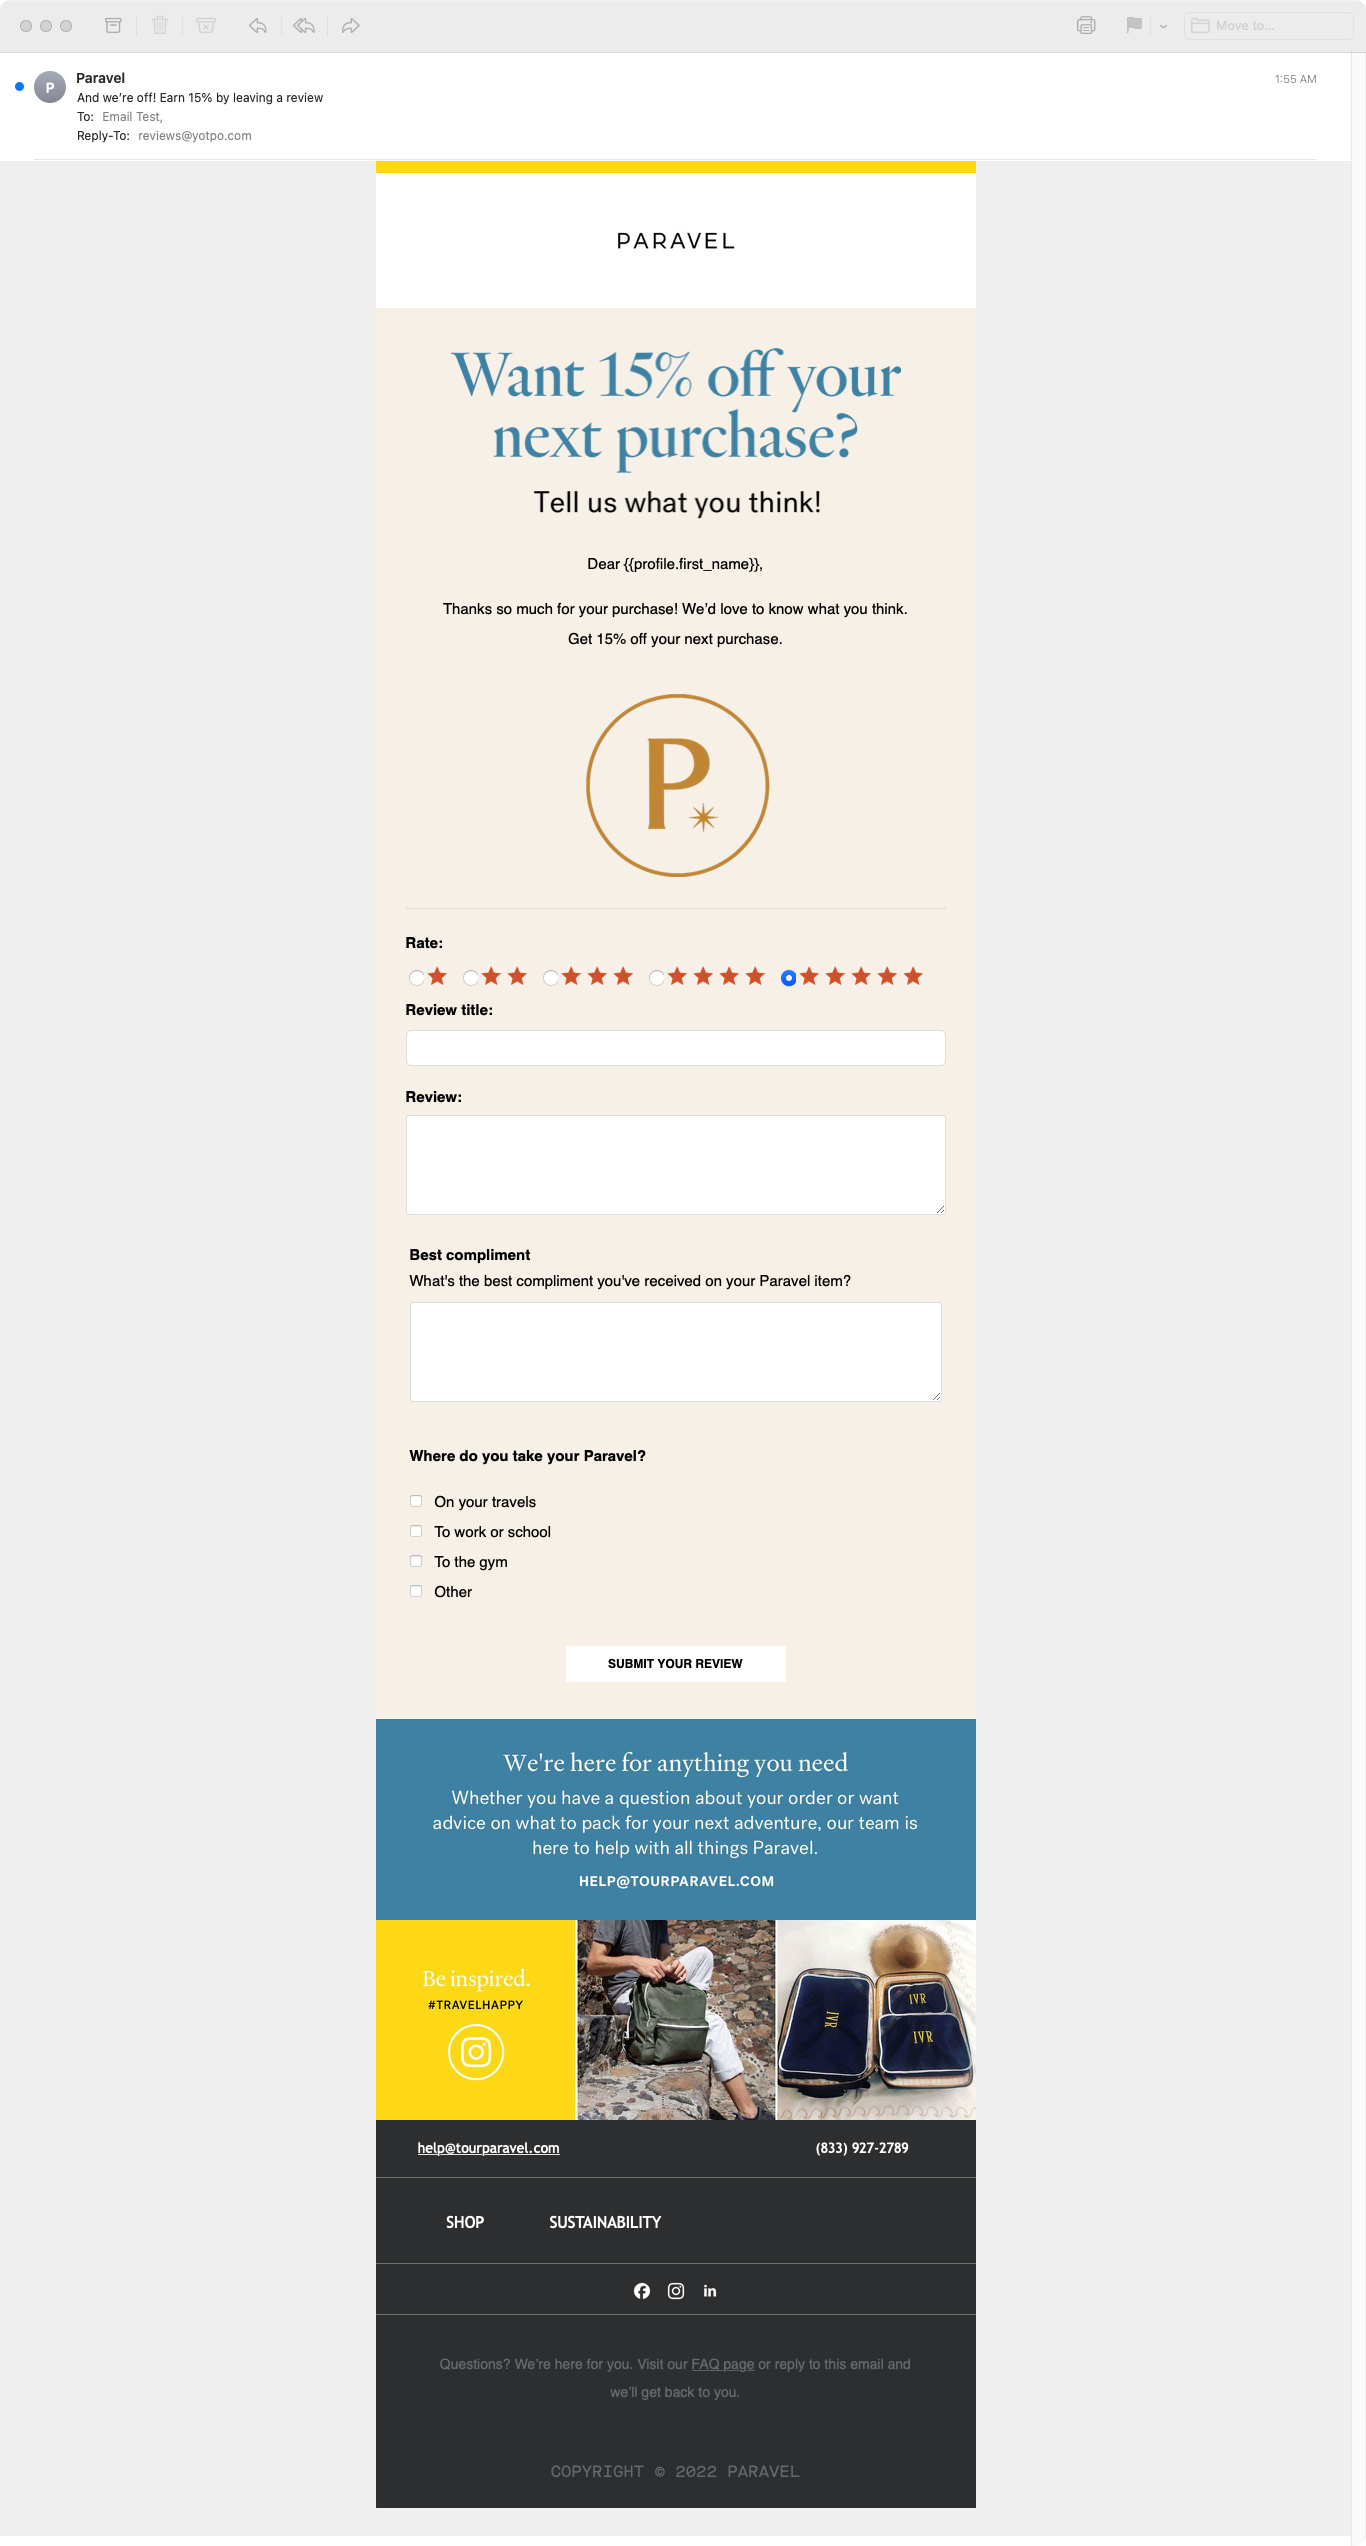 Move to...
P
Paravel
1:55 AM
And we're off! Earn 15% by leaving a review
To: Email Test,
Reply-To: reviews@yotpo.com
PARAVEL
Want 15% off your
next purchase?
Tell us what you think!
Dear {{profile.first_name}},
Thanks so much for your purchase! We'd love to know what you think.
Get 15% off your next purchase.
P
Rate:
Review title:
Review:
Best compliment
What's the best compliment you've received on your Paravel item?
Where do you take your Paravel?
On your travels
To work or school
To the gym
Other
SUBMIT YOUR REVIEW
We're here for anything you need
Whether you have a question about your order or want
advice on what to pack for your next adventure, our team is
here to help with all things Paravel.
HELP@TOURPARAVEL.COM
Be inspired.
#TRAVELHAPPY
IVR
IVR
IVR
help@tourparavel.com
(833) 927-2789
SHOP
SUSTAINABILITY
in
Questions? We're here for you. Visit our FAQ page or reply to this email and
we'll get back to you.
COPYRIGHT © 2022 PARAVEL